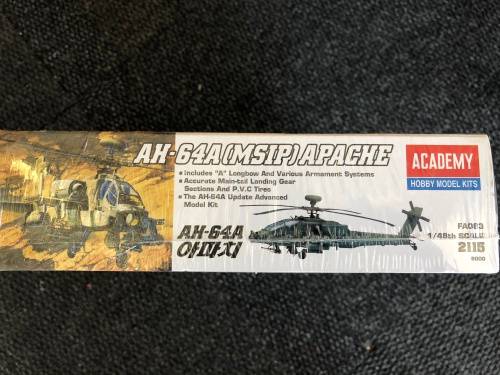 AH-64A(MSIP)APACHE
• Includes "A" Longbow And Various Armament Systems
• Accurate Main-tail Landing Gear
Sections And P.V.C Tires
• The AH-64A Update Advanced
Model Kit
AH-64A
아파치
ACADEMY
HOBBY MODEL KITS
FA083
1/48th SCALE
2115